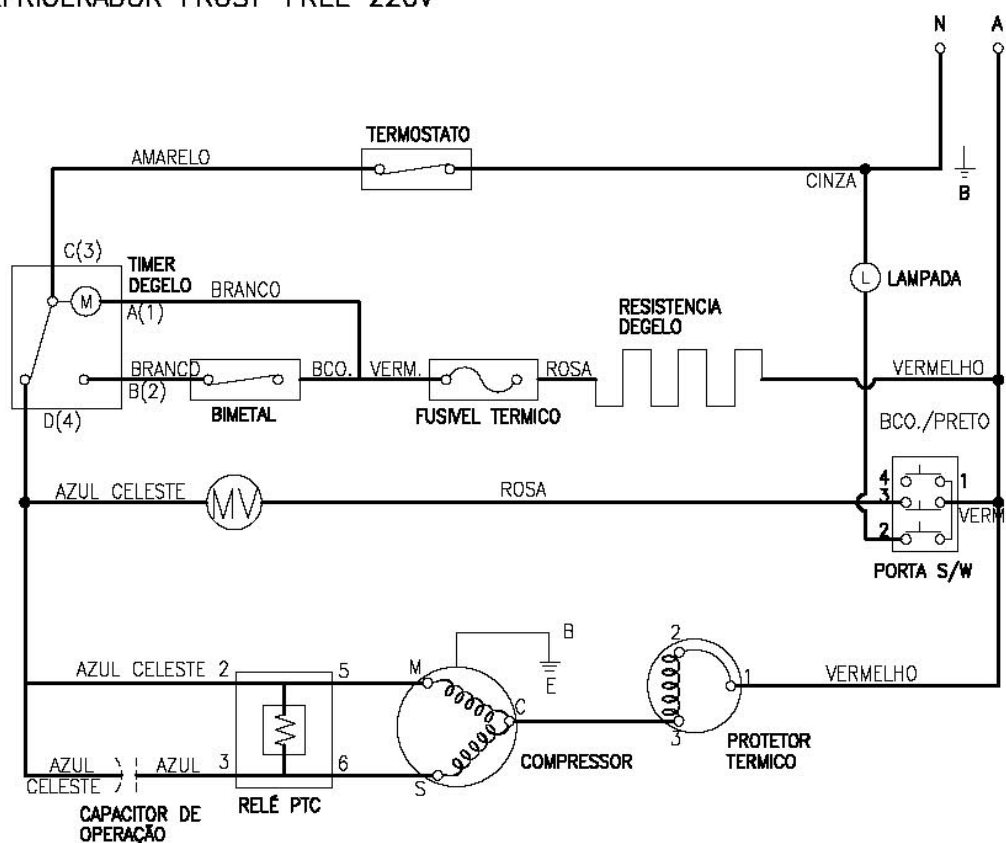 REFRIGERADOR FROST FREE 220V
N
A
TERMOSTATO
AMARELO
CINZA
B
C(3)
TIMER
DEGELO
M
A(1)
BRANCO
L
LAMPADA
RESISTENCIA
DEGELO
BRANCO
B(2)
BIMETAL
BCO.
VERM.
FUSIVEL TERMICO
ROSA
VERMELHO
D(4)
BCO./PRETO
AZUL CELESTE
MV
ROSA
4
3
2
1
VERM
PORTA S/W
B
E
AZUL CELESTE
2
5
M
C
S
COMPRESSOR
2
1
3
VERMELHO
PROTETOR
TERMICO
AZUL
CELESTE
AZUL
3
6
RELÉ PTC
CAPACITOR DE
OPERAÇÃO